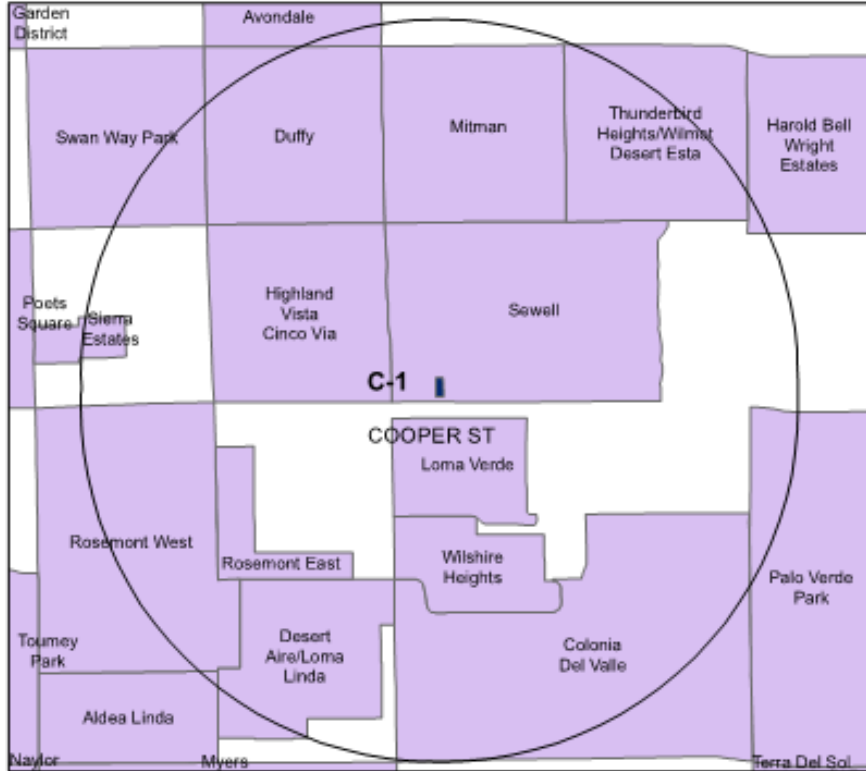 Garden
District
Avondale
Swan Way Park
Duffy
Mitman
Thunderbird
Heights/Wilmot
Desert Esta
Harold Bell
Wright
Estates
Poets
Square
Sierra
Estates
Highland
Vista
Cinco Via
Sewell
C-1
COOPER ST
Loma Verde
Rosemont West
Rosemont East
Wilshire
Heights
Palo Verde
Park
Toumey
Park
Desert
Aire/Loma
Linda
Colonia
Del Valle
Aldea Linda
Naylor
Myers
Terra Del Sol